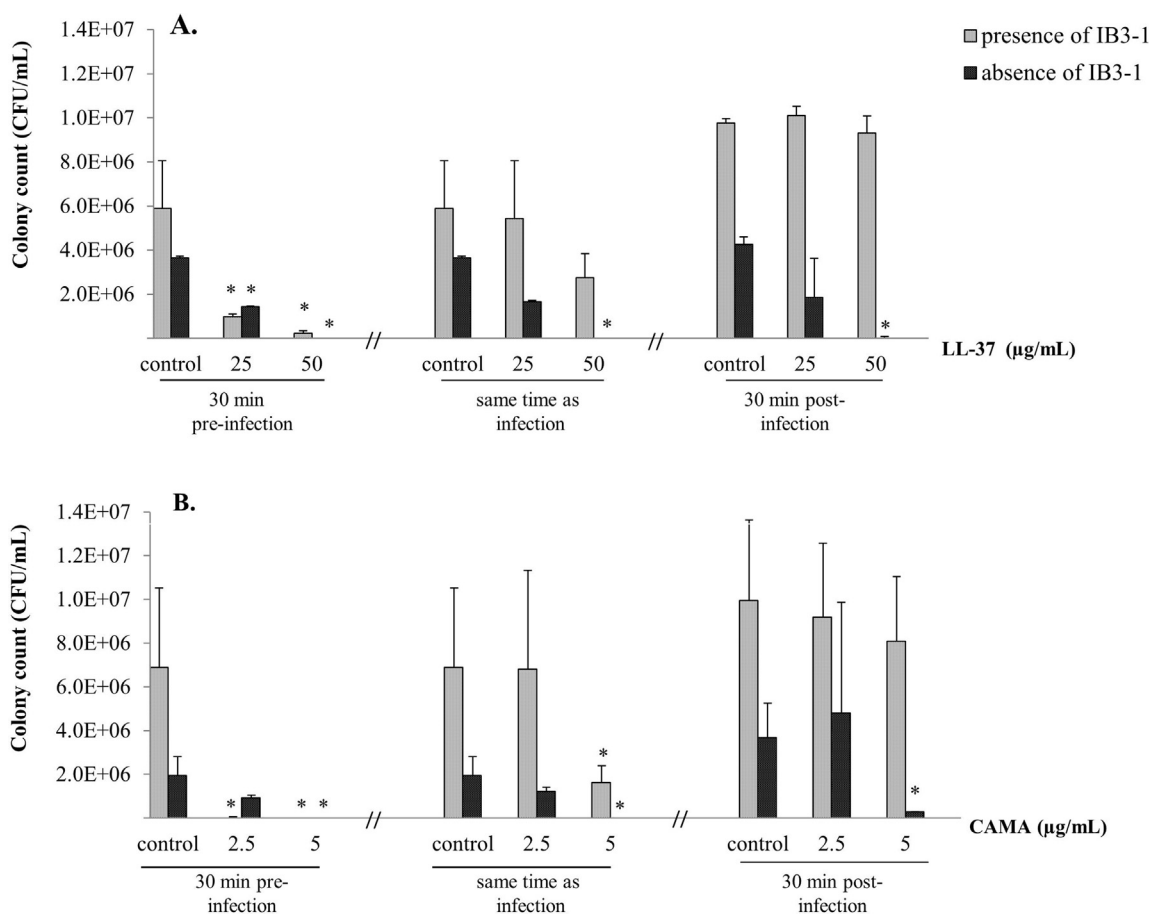 A.
presence of IB3-1
absence of IB3-1
Colony count (CFU/mL)
1.4E+07
1.2E+07
1.0E+07
8.0E+06
6.0E+06
4.0E+06
2.0E+06
* * * *
*
*
// //
control 25 50 control 25 50 control 25 50
LL-37 (µg/mL)
30 min
pre-infection
same time as
infection
30 min post-
infection
B.
Colony count (CFU/mL)
1.4E+07
1.2E+07
1.0E+07
8.0E+06
6.0E+06
4.0E+06
2.0E+06
* * *
* *
*
// //
control 2.5 5 control 2.5 5 control 2.5 5
CAMA (µg/mL)
30 min pre-
infection
same time as
infection
30 min post-
infection